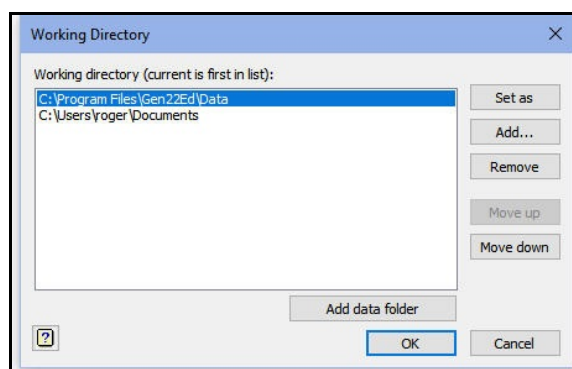 Working Directory
Working directory (current is first in list):
C:\Program Files\Gen22Ed\Data
C:\Users\roger\Documents
Set as
Add...
Remove
Move up
Move down
Add data folder
?
OK
Cancel